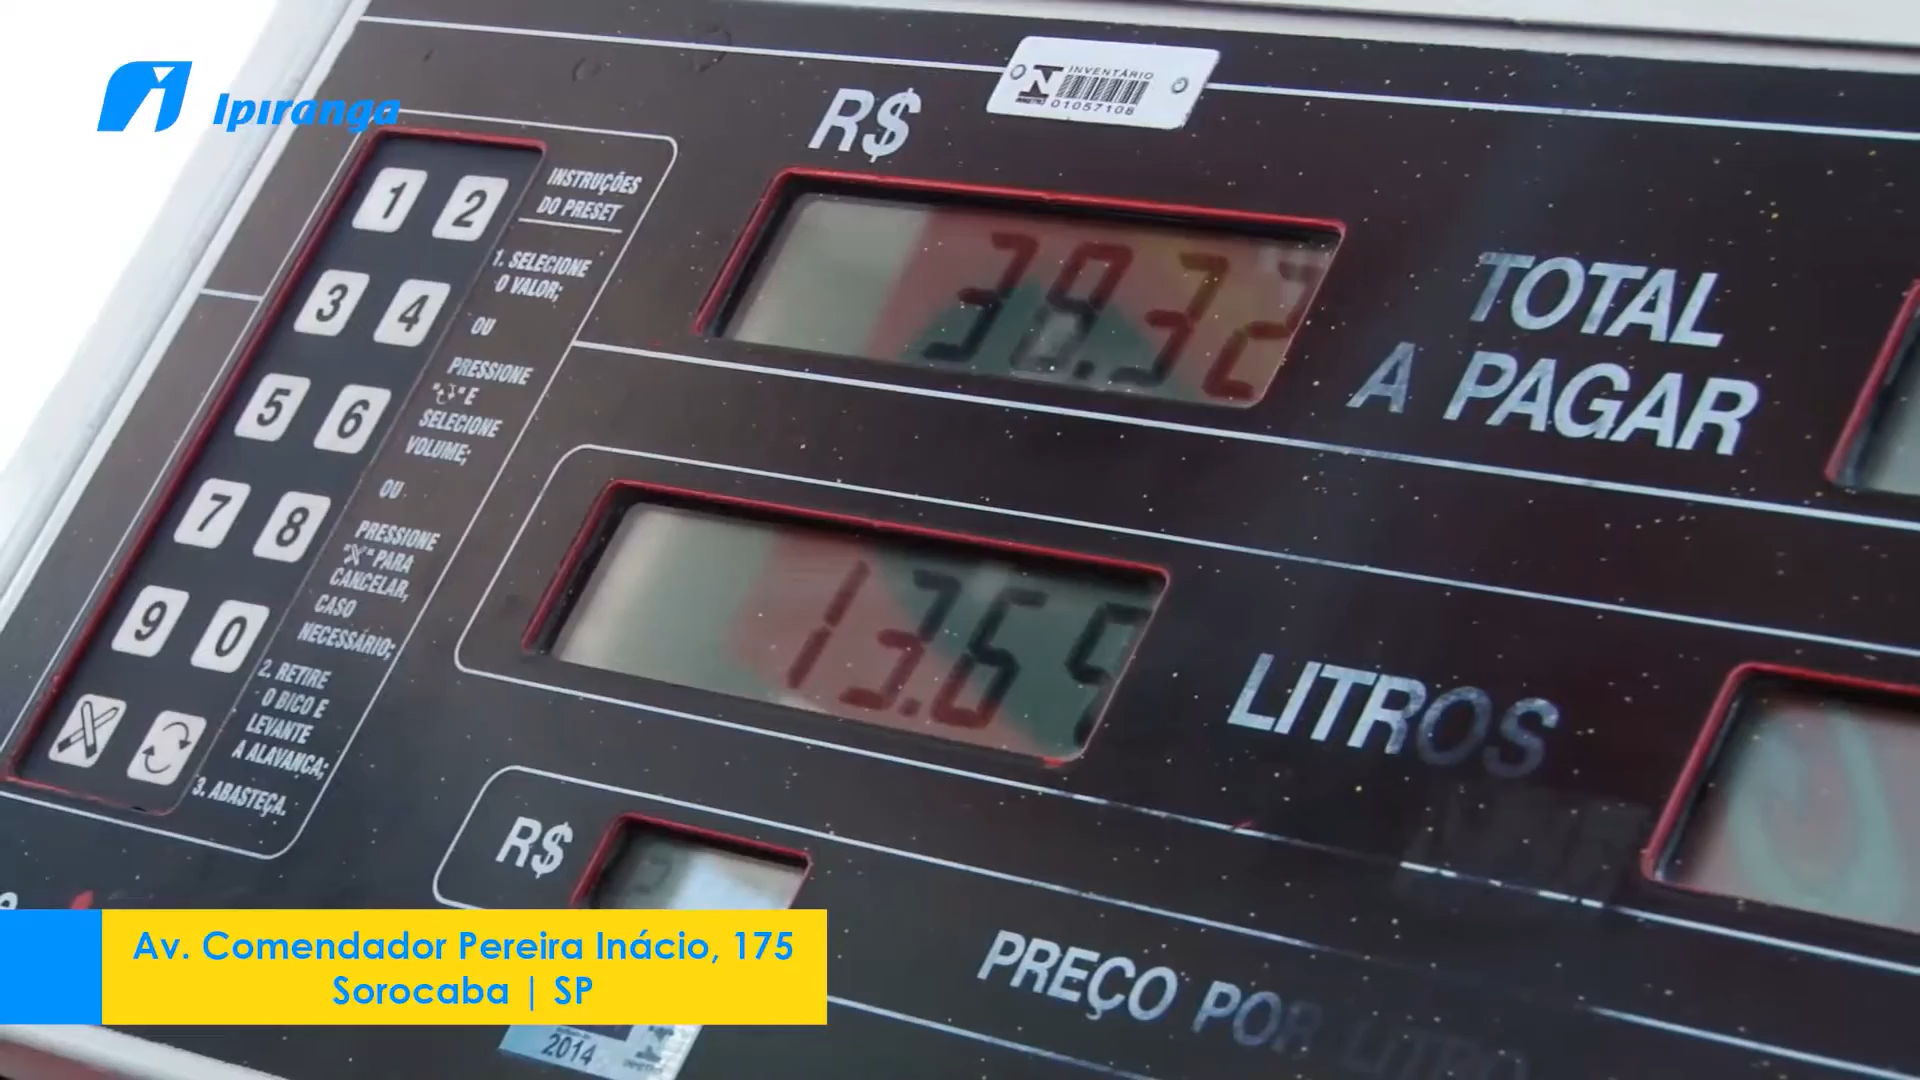 Ipiranga
INVENTÁRIO
01057108
R$
38.32
TOTAL
A PAGAR
1 2
3 4
5 6
7 8
9 0
INSTRUÇÕES
DO PRESET
1. SELECIONE
O VALOR;
OU
PRESSIONE
" " E
SELECIONE
VOLUME;
OU
PRESSIONE
" " PARA
CANCELAR,
CASO
NECESSÁRIO;
2. RETIRE
O BICO E
LEVANTE
A ALAVANCA;
3. ABASTEÇA.
13.6
LITROS
R$
PREÇO POR LITRO
Av. Comendador Pereira Inácio, 175
Sorocaba | SP
2014